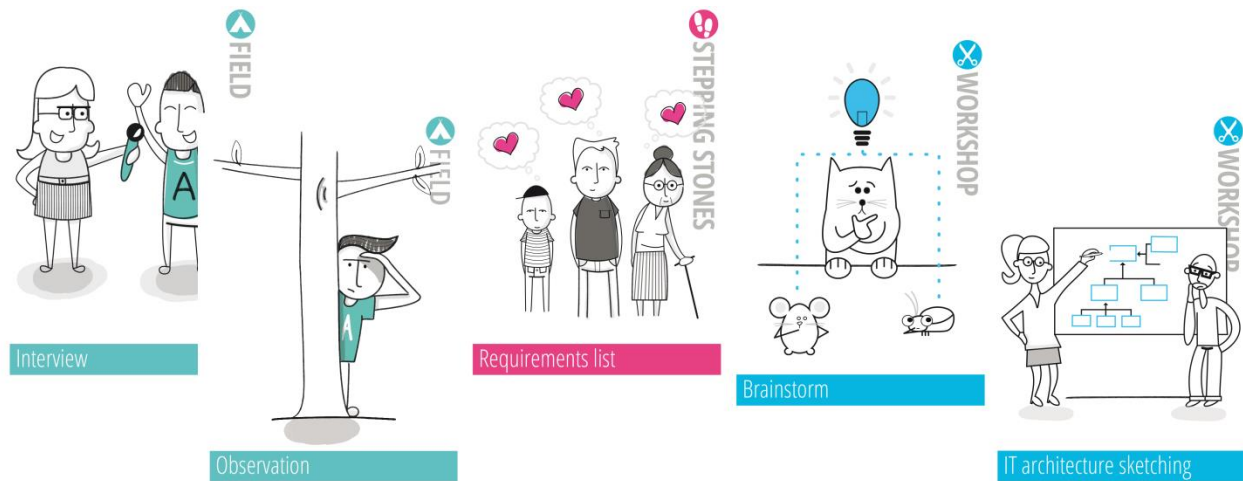 FIELD
A
Interview
FIELD
A
Observation
STEPPING STONES
Requirements list
WORKSHOP
Brainstorm
WORKSHOP
IT architecture sketching